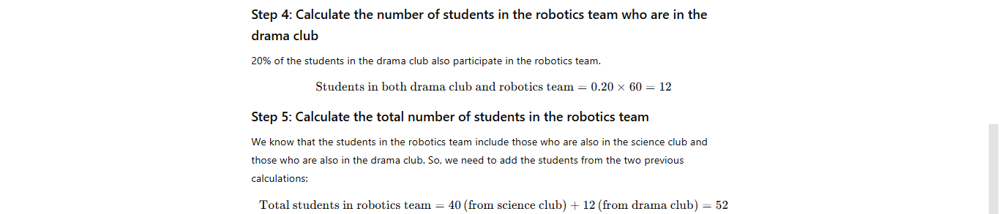 Step 4: Calculate the number of students in the robotics team who are in the
drama club
20% of the students in the drama club also participate in the robotics team.
Students in both drama club and robotics team = 0.20 × 60 = 12
Step 5: Calculate the total number of students in the robotics team
We know that the students in the robotics team include those who are also in the science club and
those who are also in the drama club. So, we need to add the students from the two previous
calculations:
Total students in robotics team = 40 (from science club) + 12 (from drama club) = 52